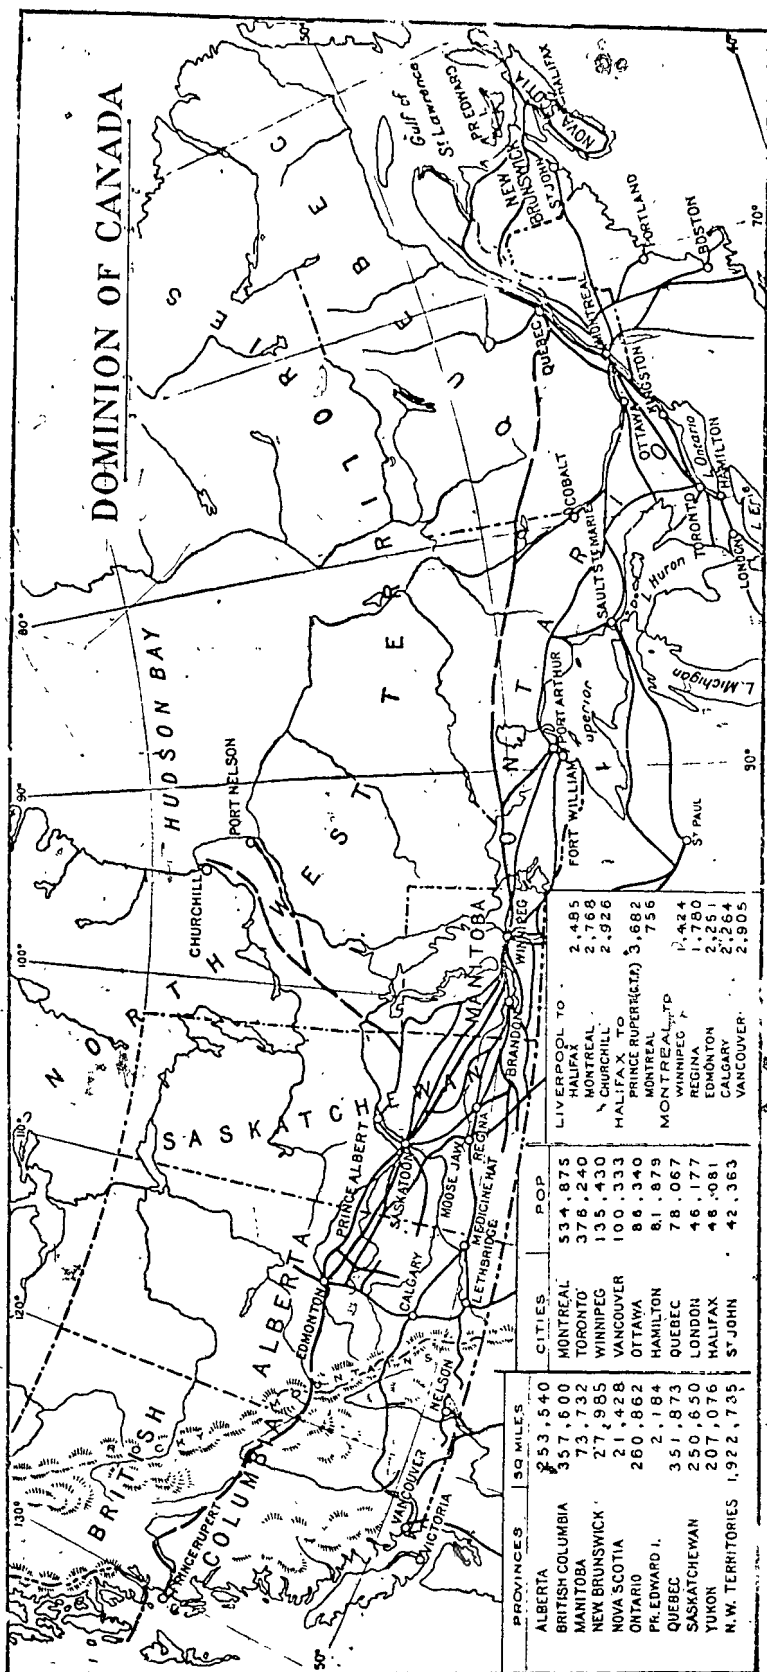 DOMINION OF CANADA
HUDSON BAY
NORTH WEST TERRITORIES
QUEBEC
ONTARIO
MANITOBA
SASKATCHEWAN
ALBERTA
BRITISH COLUMBIA
MOUNTAINS
NEW BRUNSWICK
NOVA SCOTIA
PR. EDWARD I.
Gulf of St Lawrence
HALIFAX
ST JOHN
PORTLAND
BOSTON
QUEBEC
MONTREAL
OTTAWA
KINGSTON
TORONTO
HAMILTON
LONDON
L Ontario
L Erie
L Huron
L. Michigan
uperior
COBALT
SAULT STE MARIE
PORT ARTHUR
FORT WILLIAM
ST PAUL
WINNIPEG
BRANDON
PORT NELSON
CHURCHILL
PRINCE ALBERT
SASKATOON
REGINA
MOOSE JAW
MEDICINE HAT
LETHBRIDGE
CALGARY
EDMONTON
NELSON
VANCOUVER
VICTORIA
PRINCE RUPERT
130°
120°
110°
100°
90°
80°
50°
50°
40°
70°
90°
PROVINCES SQ MILES
ALBERTA 253,540
BRITISH COLUMBIA 357,600
MANITOBA 73,732
NEW BRUNSWICK 27,985
NOVA SCOTIA 21,428
ONTARIO 260,862
PR. EDWARD I. 2,184
QUEBEC 351,873
SASKATCHEWAN 250,650
YUKON 207,076
N.W. TERRITORIES 1,922,735
CITIES POP
MONTREAL 534,875
TORONTO 376,240
WINNIPEG 135,430
VANCOUVER 100,333
OTTAWA 86,340
HAMILTON 81,879
QUEBEC 78,067
LONDON 46,177
HALIFAX 46,081
ST JOHN 42,363
LIVERPOOL TO
HALIFAX 2,485
MONTREAL 2,768
CHURCHILL 2,926
HALIFAX TO
PRINCE RUPERT (G.T.P.) 3,682
MONTREAL 756
MONTREAL TO
WINNIPEG 1,424
REGINA 1,780
EDMONTON 2,251
CALGARY 2,264
VANCOUVER 2,905